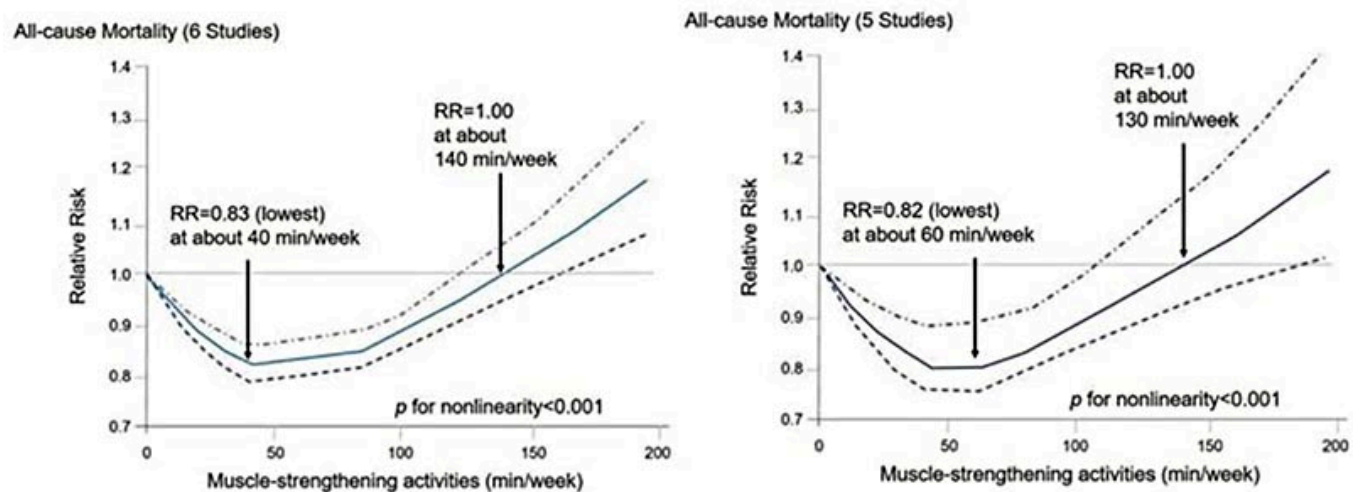 All-cause Mortality (6 Studies)
1.4
1.3
1.2
1.1
1.0
0.9
0.8
0.7
Relative Risk
RR=0.83 (lowest)
at about 40 min/week
RR=1.00
at about
140 min/week
p for nonlinearity<0.001
0
50
100
150
200
Muscle-strengthening activities (min/week)
All-cause Mortality (5 Studies)
1.4
1.3
1.2
1.1
1.0
0.9
0.8
0.7
Relative Risk
RR=0.82 (lowest)
at about 60 min/week
RR=1.00
at about
130 min/week
p for nonlinearity<0.001
0
50
100
150
200
Muscle-strengthening activities (min/week)